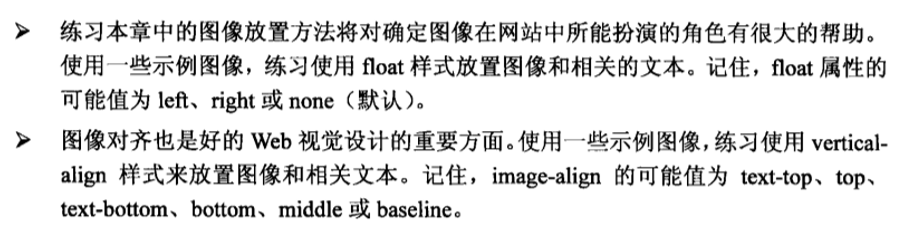 ➤ 练习本章中的图像放置方法将对确定图像在网站中所能扮演的角色有很大的帮助。
使用一些示例图像，练习使用 float 样式放置图像和相关的文本。记住，float 属性的
可能值为 left、right 或 none（默认）。
➤ 图像对齐也是好的 Web 视觉设计的重要方面。使用一些示例图像，练习使用 vertical-
align 样式来放置图像和相关文本。记住，image-align 的可能值为 text-top、top、
text-bottom、bottom、middle 或 baseline。